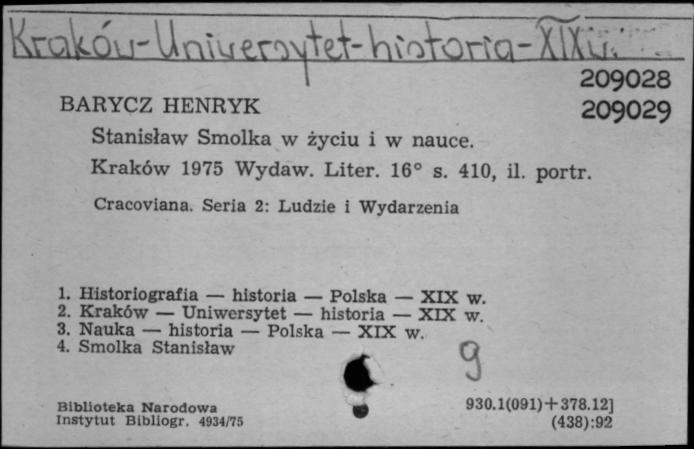 Kraków-Uniwersytet-historia-XIXw.
209028
BARYCZ HENRYK
209029
Stanisław Smolka w życiu i w nauce.
Kraków 1975 Wydaw. Liter. 16° s. 410, il. portr.
Cracoviana. Seria 2: Ludzie i Wydarzenia
1. Historiografia — historia — Polska — XIX w.
2. Kraków — Uniwersytet — historia — XIX w.
3. Nauka — historia — Polska — XIX w.
4. Smolka Stanisław
g
Biblioteka Narodowa
Instytut Bibliogr. 4934/75
930.1(091)+378.12]
(438):92